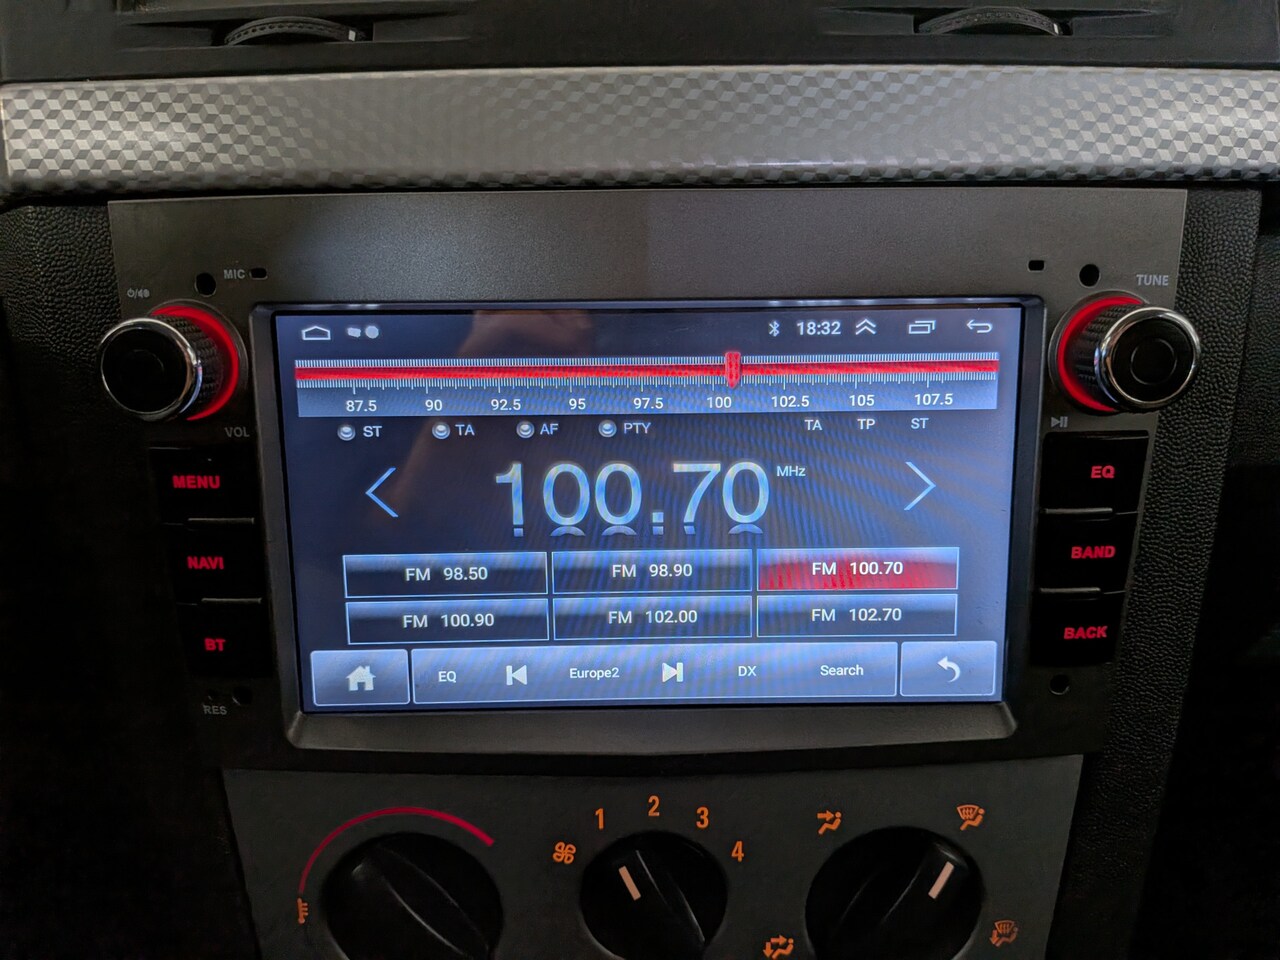 MIC
TUNE
18:32
87.5 90 92.5 95 97.5 100 102.5 105 107.5
ST TA AF PTY TA TP ST
VOL
100.70 MHz
MENU
EQ
FM 98.50 FM 98.90 FM 100.70
NAVI
BAND
FM 100.90 FM 102.00 FM 102.70
BT
BACK
EQ Europe2 DX Search
RES
1 2 3 4